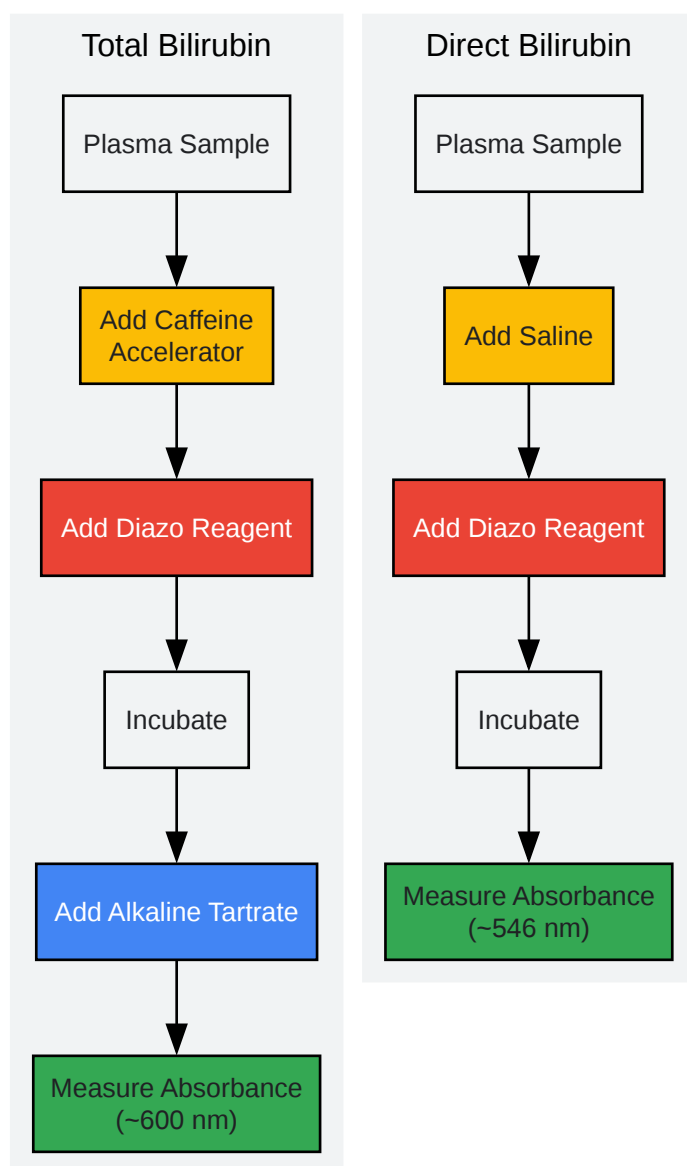 Total Bilirubin
Plasma Sample
Add Caffeine
Accelerator
Add Diazo Reagent
Incubate
Add Alkaline Tartrate
Measure Absorbance
(~600 nm)
Direct Bilirubin
Plasma Sample
Add Saline
Add Diazo Reagent
Incubate
Measure Absorbance
(~546 nm)